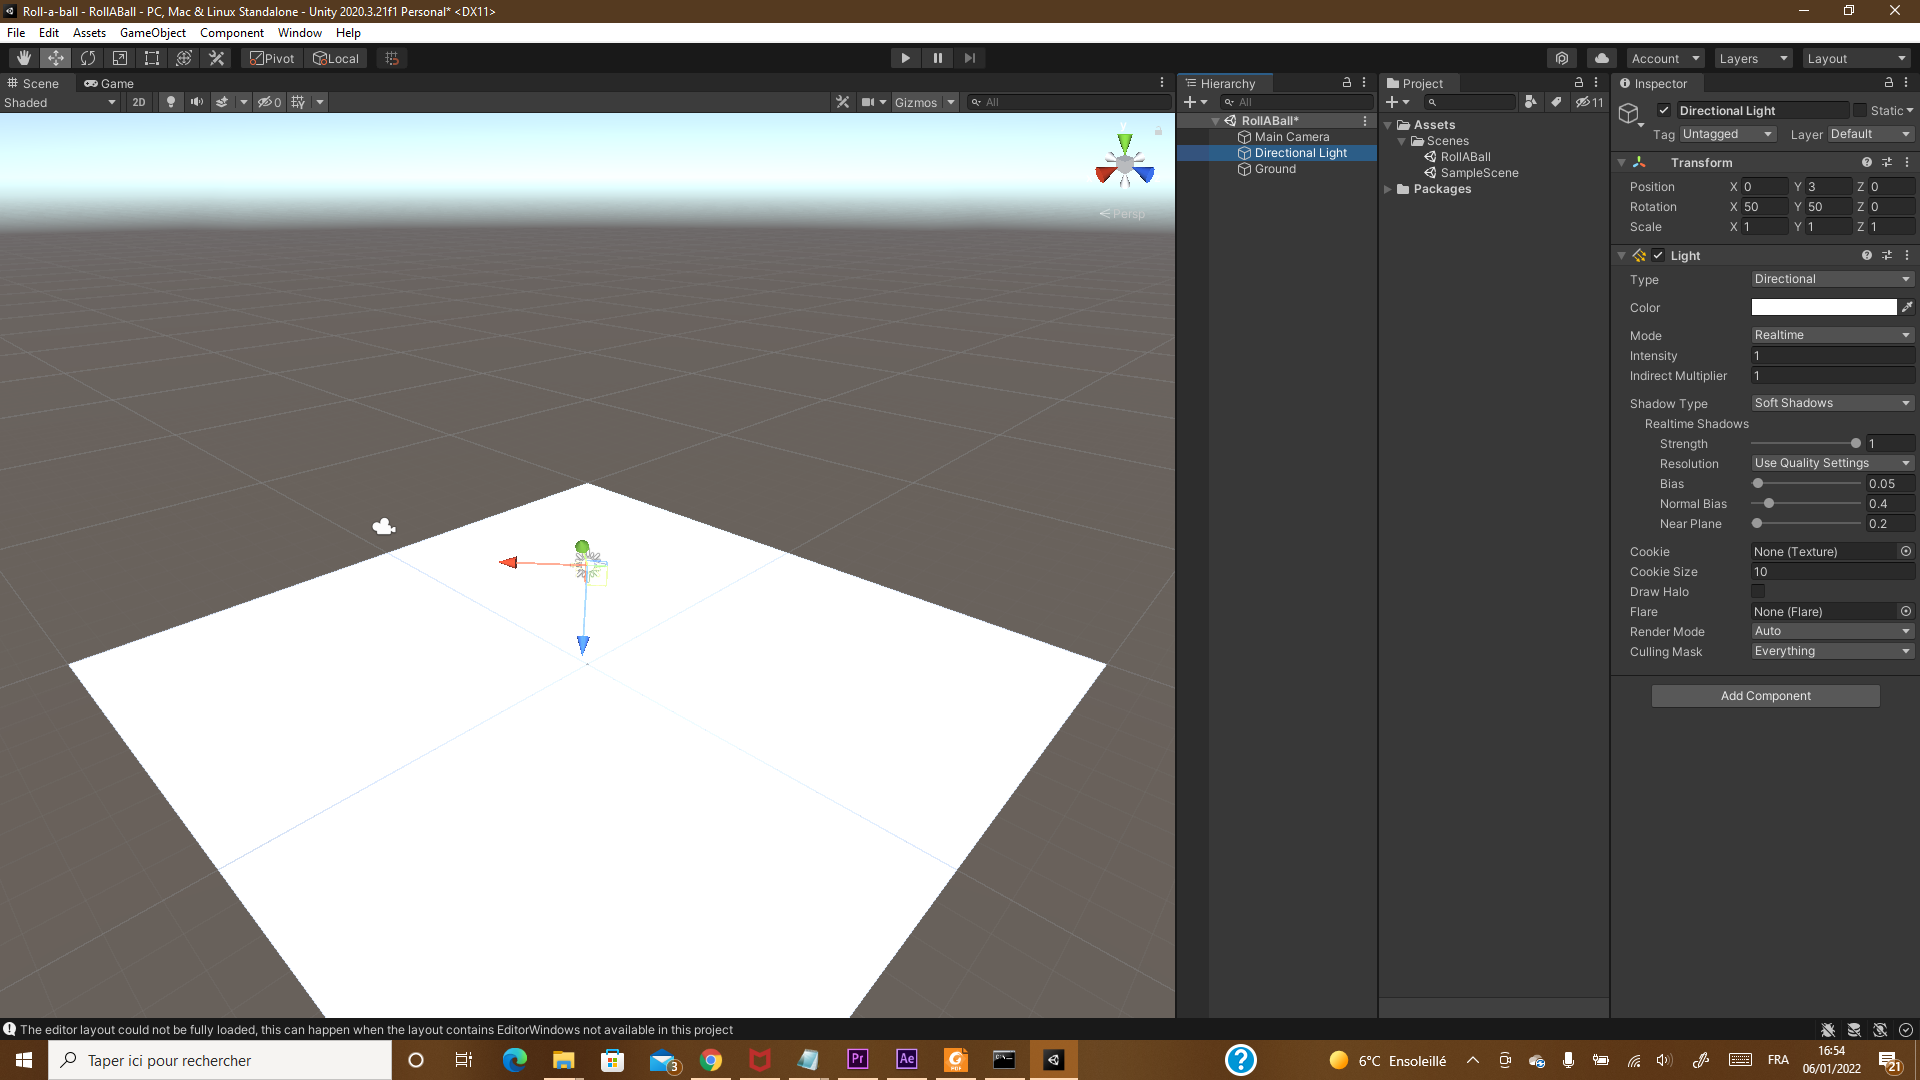 Roll-a-ball - RollABall - PC, Mac & Linux Standalone - Unity 2020.3.21f1 Personal* <DX11>
File Edit Assets GameObject Component Window Help
Pivot Local Account Layers Layout
Scene Game
Shaded 2D 0 Gizmos All
y
Persp
Hierarchy
All
RollABall*
Main Camera
Directional Light
Ground
Project
11
Assets
Scenes
RollABall
SampleScene
Packages
Inspector
Directional Light Static
Tag Untagged Layer Default
Transform
Position X 0 Y 3 Z 0
Rotation X 50 Y 50 Z 0
Scale X 1 Y 1 Z 1
Light
Type Directional
Color
Mode Realtime
Intensity 1
Indirect Multiplier 1
Shadow Type Soft Shadows
Realtime Shadows
Strength 1
Resolution Use Quality Settings
Bias 0.05
Normal Bias 0.4
Near Plane 0.2
Cookie None (Texture)
Cookie Size 10
Draw Halo
Flare None (Flare)
Render Mode Auto
Culling Mask Everything
Add Component
The editor layout could not be fully loaded, this can happen when the layout contains EditorWindows not available in this project
Taper ici pour rechercher 3 Pr Ae PDF 6°C Ensoleillé FRA 16:54
06/01/2022 21